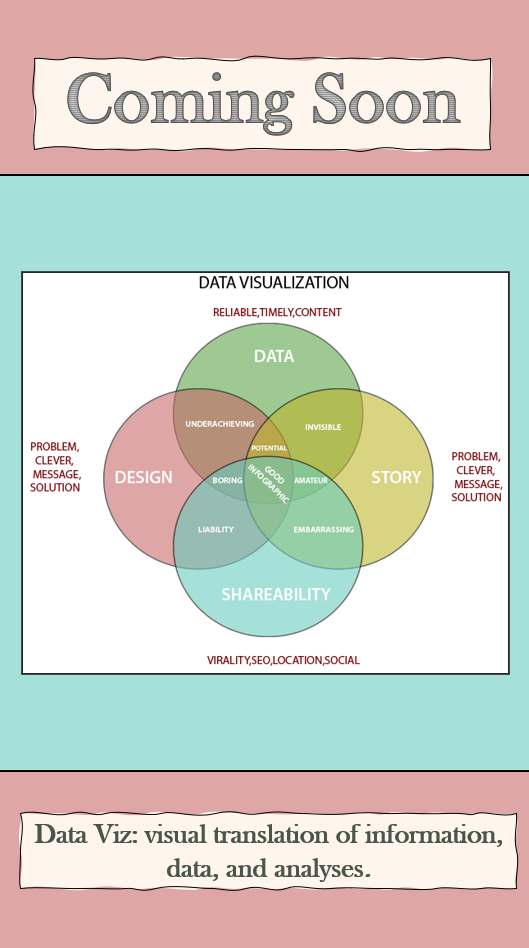 Coming Soon
DATA VISUALIZATION
RELIABLE,TIMELY,CONTENT
DATA
UNDERACHIEVING
INVISIBLE
POTENTIAL
PROBLEM,
CLEVER,
MESSAGE,
SOLUTION
DESIGN
BORING
GOOD
INFOGRAPHIC
AMATEUR
STORY
PROBLEM,
CLEVER,
MESSAGE,
SOLUTION
LIABILITY
EMBARRASSING
SHAREABILITY
VIRALITY,SEO,LOCATION,SOCIAL
Data Viz: visual translation of information,
data, and analyses.